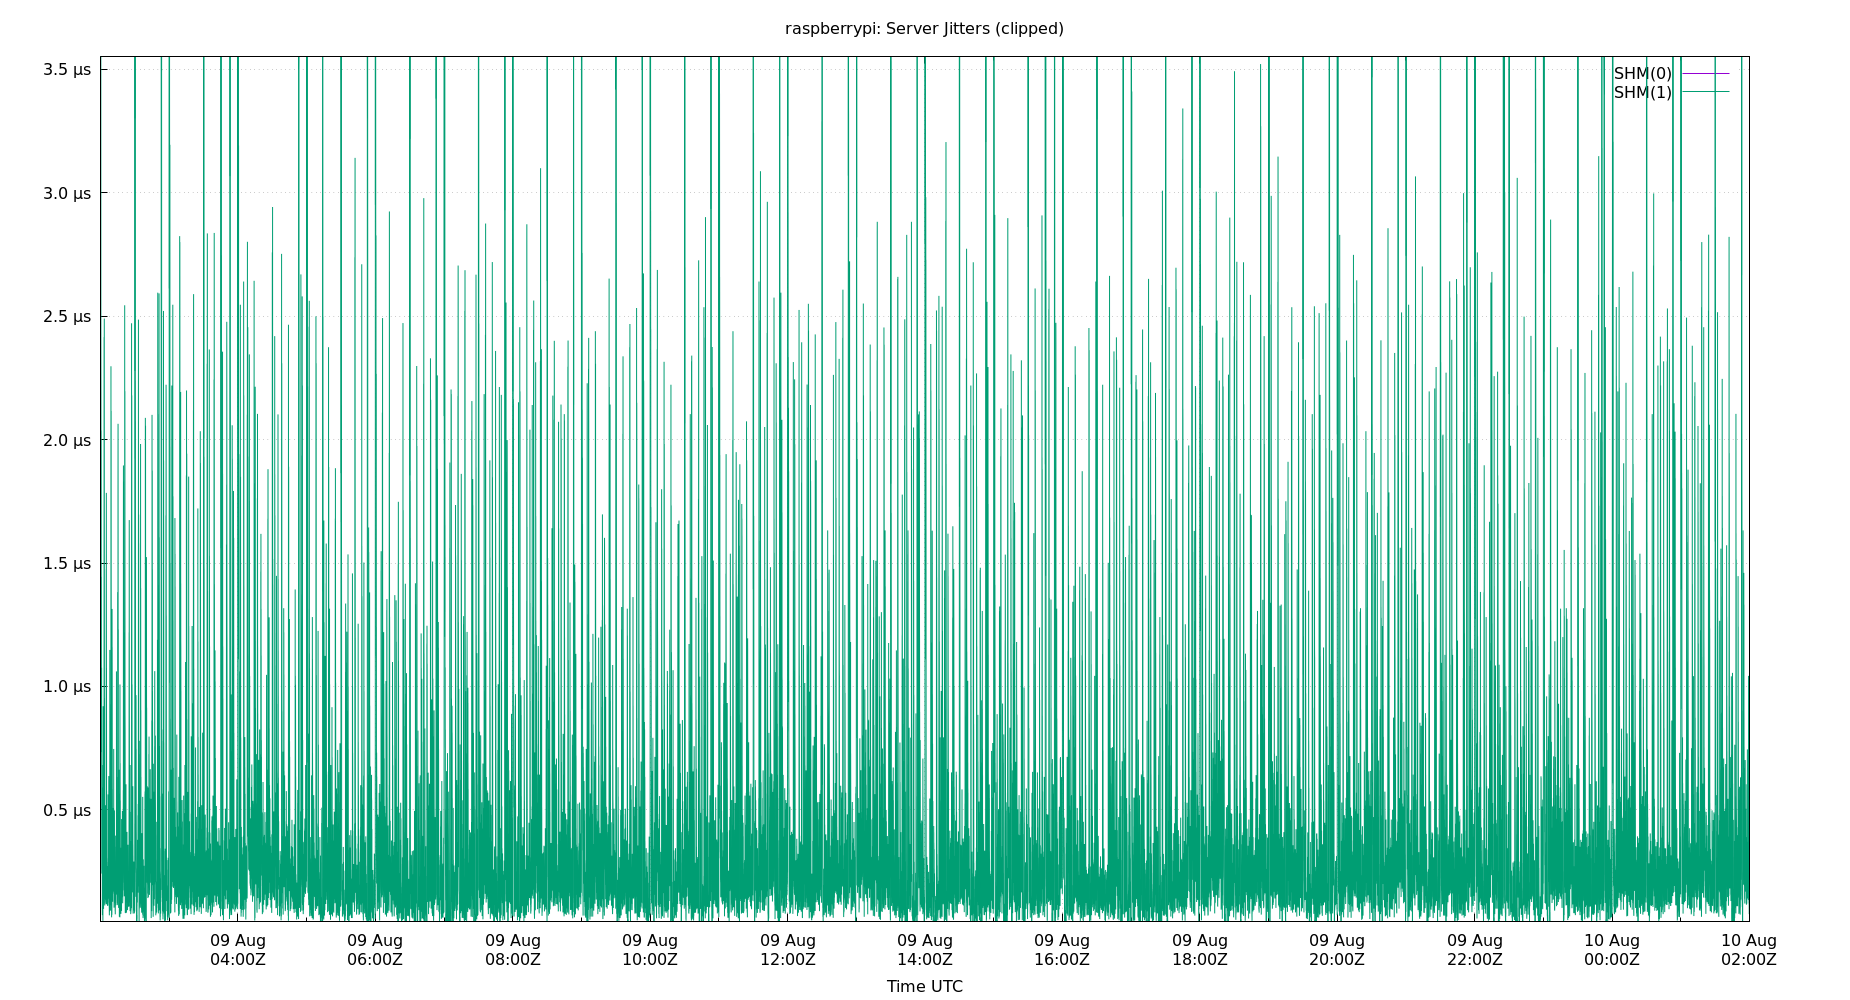 raspberrypi: Server Jitters (clipped)
3.5 µs
3.0 µs
2.5 µs
2.0 µs
1.5 µs
1.0 µs
0.5 µs
SHM(0)
SHM(1)
09 Aug 04:00Z
09 Aug 06:00Z
09 Aug 08:00Z
09 Aug 10:00Z
09 Aug 12:00Z
09 Aug 14:00Z
09 Aug 16:00Z
09 Aug 18:00Z
09 Aug 20:00Z
09 Aug 22:00Z
10 Aug 00:00Z
10 Aug 02:00Z
Time UTC